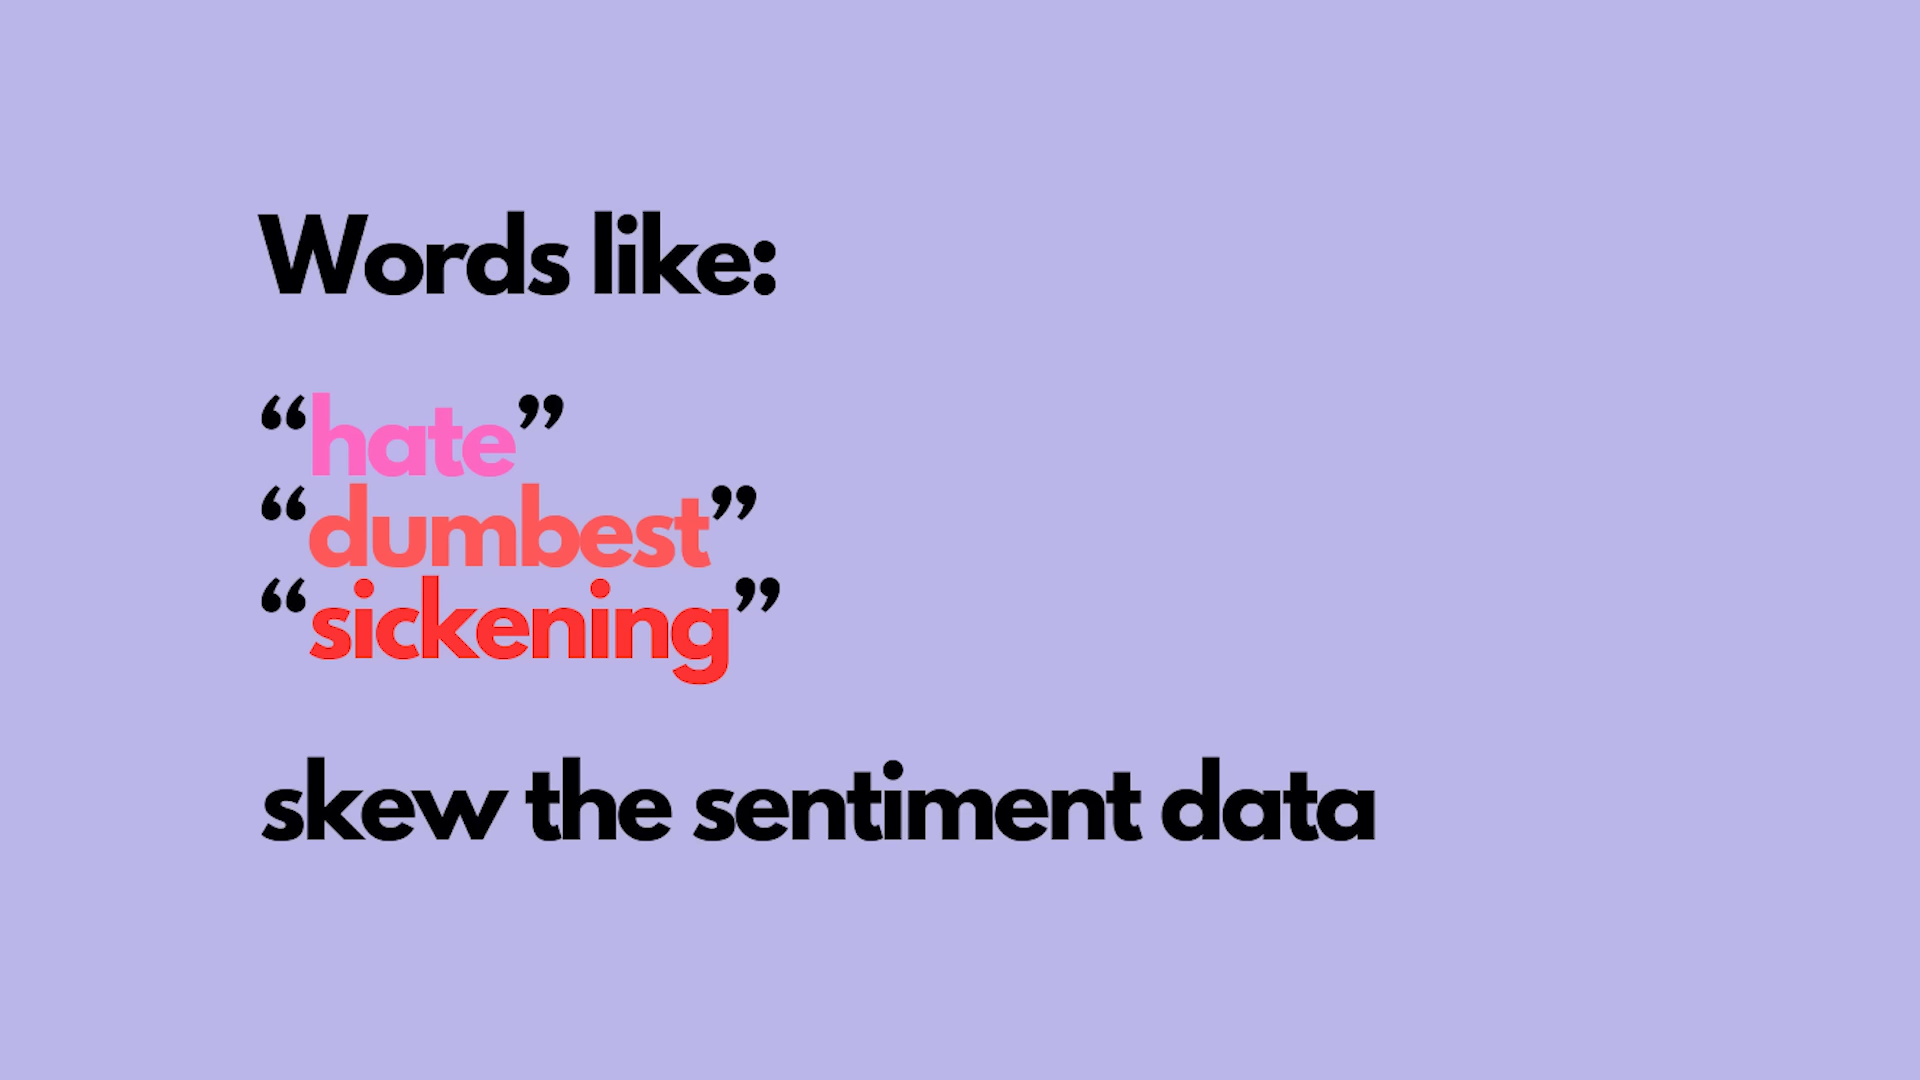 Words like:
“hate”
“dumbest”
“sickening”
skew the sentiment data